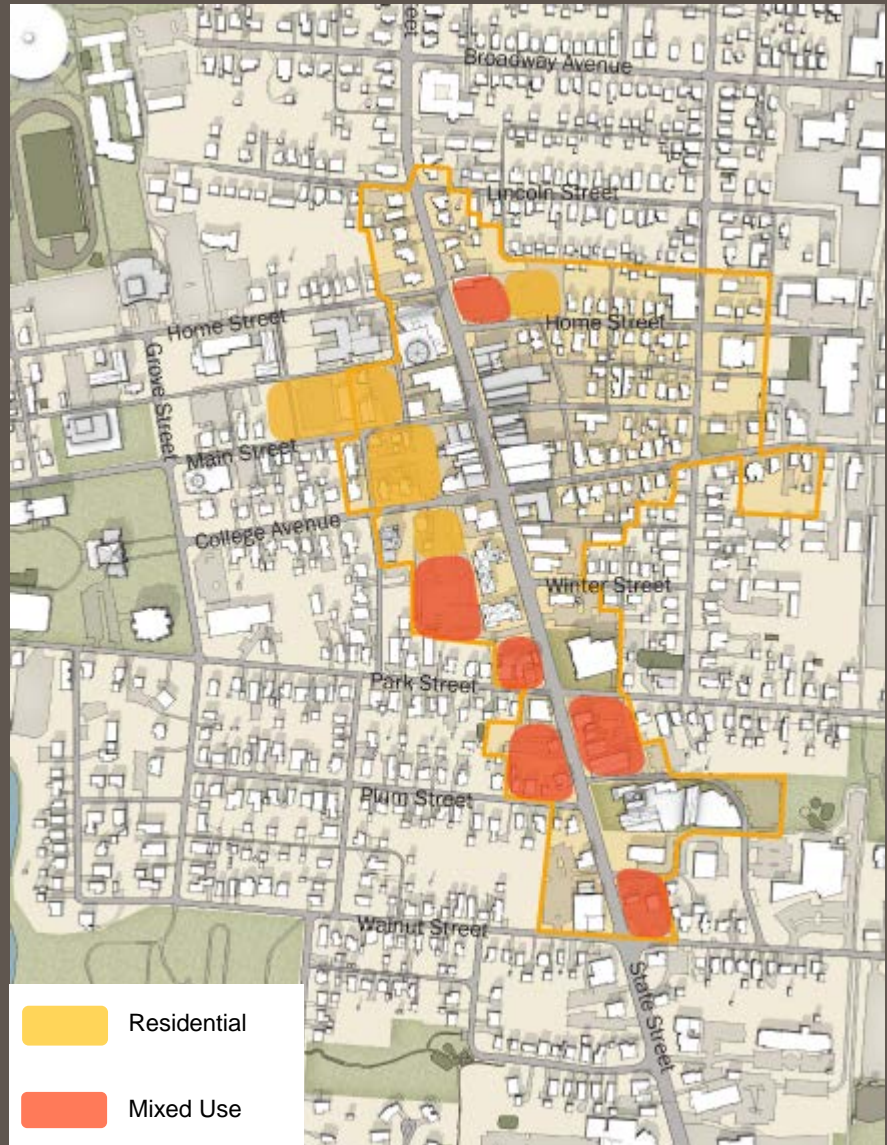 Broadway Avenue
Lincoln Street
Home Street
Home Street
Grove Street
Main Street
College Avenue
Winter Street
Park Street
Plum Street
Walnut Street
State Street
Residential
Mixed Use